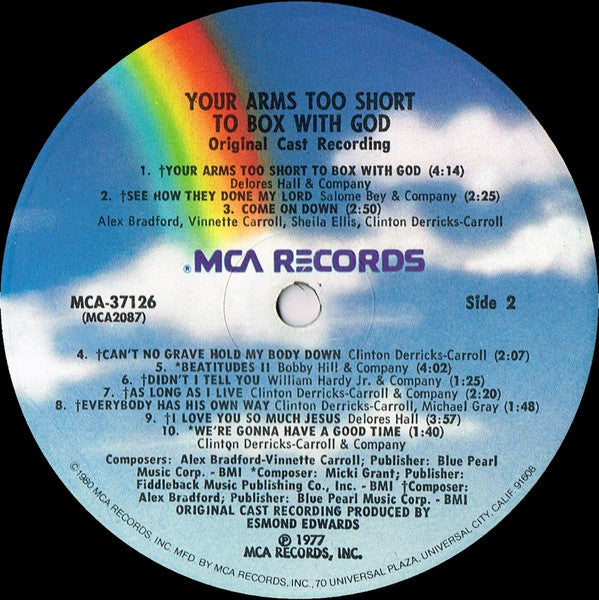 YOUR ARMS TOO SHORT
TO BOX WITH GOD
Original Cast Recording
1. †YOUR ARMS TOO SHORT TO BOX WITH GOD (4:14)
Delores Hall & Company
2. †SEE HOW THEY DONE MY LORD Salome Bey & Company (2:25)
3. COME ON DOWN (2:50)
Alex Bradford, Vinnette Carroll, Sheila Ellis, Clinton Derricks-Carroll
®MCA RECORDS
MCA-37126
(MCA2087)
Side 2
4. †CAN'T NO GRAVE HOLD MY BODY DOWN Clinton Derricks-Carroll (2:07)
5. *BEATITUDES II Bobby Hill & Company (4:02)
6. †DIDN'T I TELL YOU William Hardy Jr. & Company (1:25)
7. †AS LONG AS I LIVE Clinton Derricks-Carroll (2:20)
8. †EVERYBODY HAS HIS OWN WAY Clinton Derricks-Carroll, Michael Gray (1:48)
9. †I LOVE YOU SO MUCH JESUS Delores Hall (3:57)
10. *WE'RE GONNA HAVE A GOOD TIME (1:40)
Clinton Derricks-Carroll & Company
Composers: Alex Bradford-Vinnette Carroll; Publisher: Blue Pearl
Music Corp. - BMI *Composer: Micki Grant; Publisher:
Fiddleback Music Publishing Co., Inc. - BMI †Composer:
Alex Bradford; Publisher: Blue Pearl Music Corp. - BMI
ORIGINAL CAST RECORDING PRODUCED BY
ESMOND EDWARDS
℗ 1977
MCA RECORDS, INC.
©1980 MCA RECORDS, INC. MFD. BY MCA RECORDS, INC., 70 UNIVERSAL PLAZA, UNIVERSAL CITY, CALIF. 91608